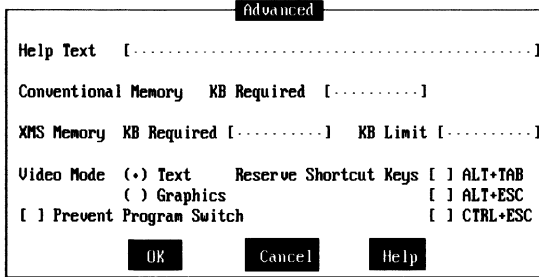 Advanced
Help Text [........................................]
Conventional Memory KB Required [..........]
XMS Memory KB Required [..........] KB Limit [..........]
Video Mode (•) Text Reserve Shortcut Keys [ ] ALT+TAB
( ) Graphics [ ] ALT+ESC
[ ] Prevent Program Switch [ ] CTRL+ESC
OK Cancel Help